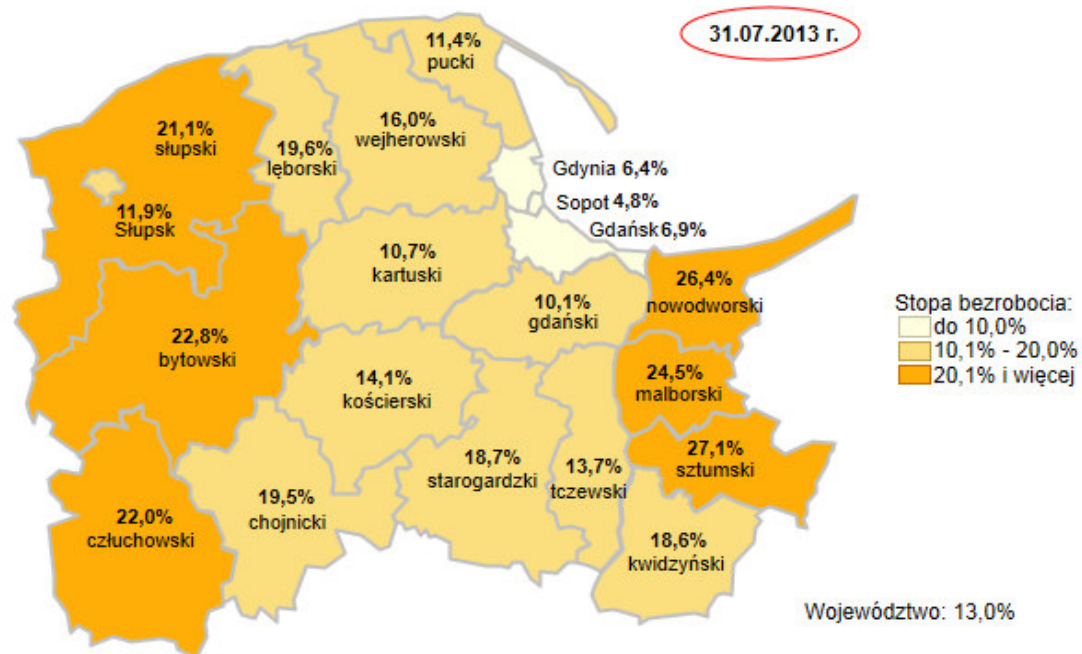 31.07.2013 r.
11,4%
pucki
21,1%
słupski
19,6%
lęborski
16,0%
wejherowski
Gdynia 6,4%
Sopot 4,8%
Gdańsk 6,9%
11,9%
Słupsk
10,7%
kartuski
10,1%
gdański
26,4%
nowodworski
22,8%
bytowski
14,1%
kościerski
24,5%
malborski
18,7%
starogardzki
13,7%
tczewski
27,1%
sztumski
22,0%
człuchowski
19,5%
chojnicki
18,6%
kwidzyński
Stopa bezrobocia:
do 10,0%
10,1% - 20,0%
20,1% i więcej
Województwo: 13,0%